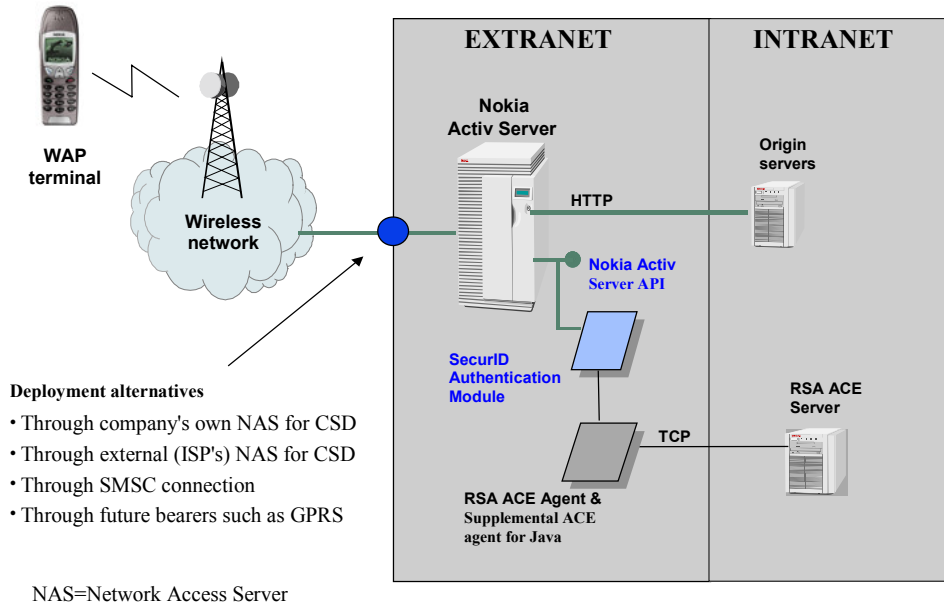 EXTRANET
INTRANET
Nokia
Activ Server
WAP
terminal
Origin
servers
HTTP
Wireless
network
Nokia Activ
Server API
SecurID
Authentication
Module
Deployment alternatives
• Through company's own NAS for CSD
• Through external (ISP's) NAS for CSD
• Through SMSC connection
• Through future bearers such as GPRS
RSA ACE
Server
TCP
RSA ACE Agent &
Supplemental ACE
agent for Java
NAS=Network Access Server